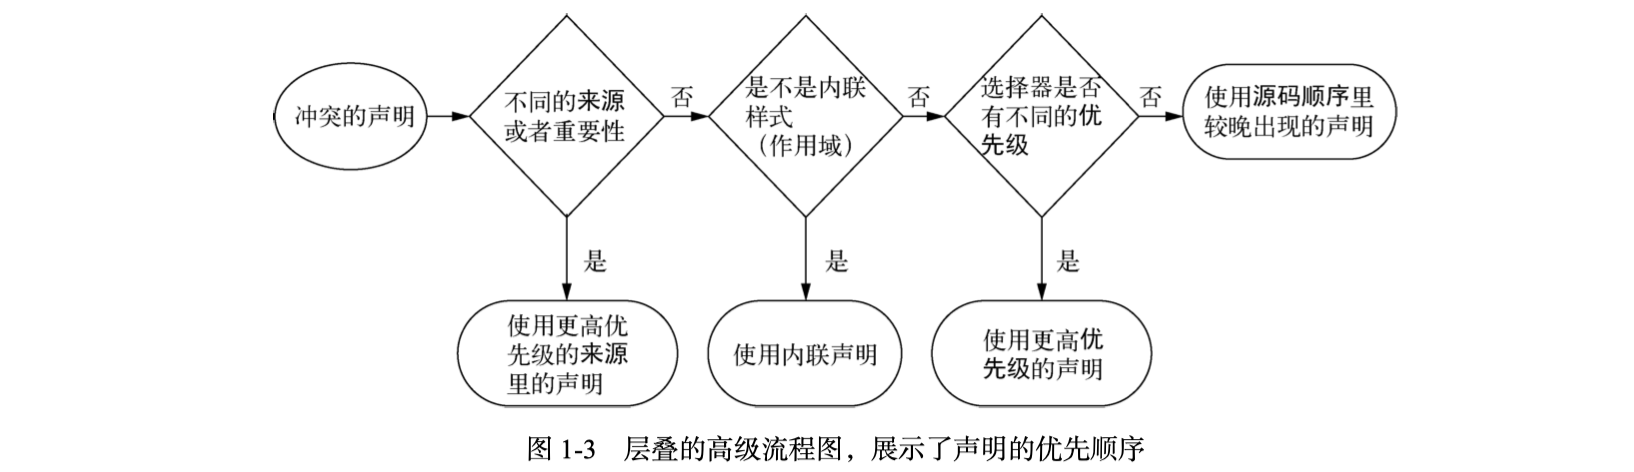 冲突的声明
不同的来源
或者重要性
否
是不是内联
样式
（作用域）
否
选择器是否
有不同的优
先级
否
使用源码顺序里
较晚出现的声明
是
是
是
使用更高优
先级的来源
里的声明
使用内联声明
使用更高优
先级的声明
图 1-3 层叠的高级流程图，展示了声明的优先顺序